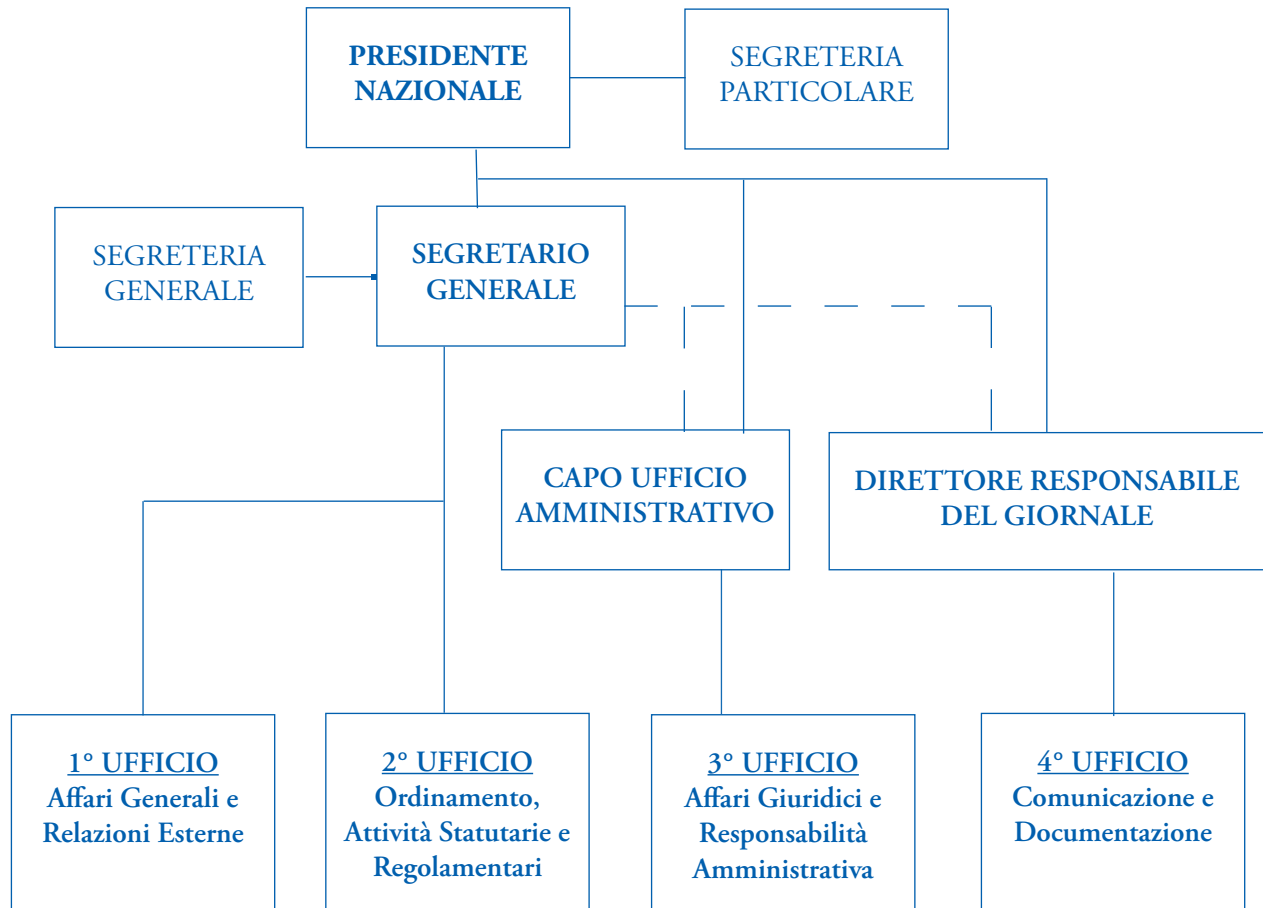 PRESIDENTE
NAZIONALE
SEGRETERIA
PARTICOLARE
SEGRETERIA
GENERALE
SEGRETARIO
GENERALE
CAPO UFFICIO
AMMINISTRATIVO
DIRETTORE RESPONSABILE
DEL GIORNALE
1° UFFICIO
Affari Generali e
Relazioni Esterne
2° UFFICIO
Ordinamento,
Attività Statutarie e
Regolamentari
3° UFFICIO
Affari Giuridici e
Responsabilità
Amministrativa
4° UFFICIO
Comunicazione e
Documentazione